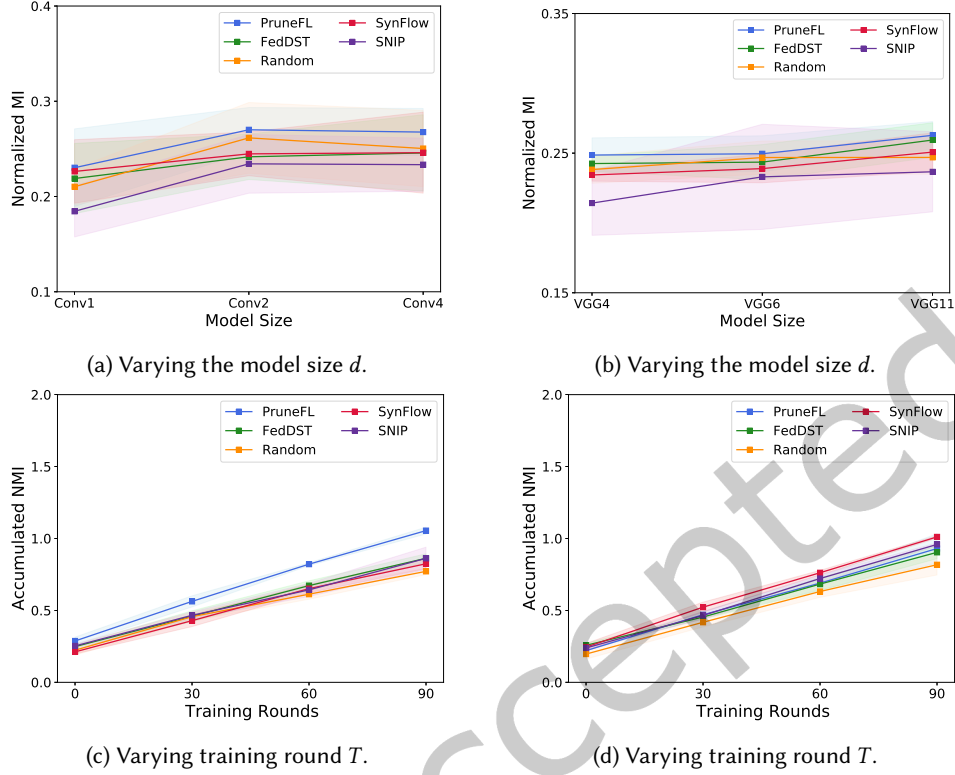 0.4
0.3
0.2
0.1
Normalized MI
PruneFL
FedDST
Random
SynFlow
SNIP
Conv1
Conv2
Conv4
Model Size
(a) Varying the model size d.
0.35
0.25
0.15
Normalized MI
PruneFL
FedDST
Random
SynFlow
SNIP
VGG4
VGG6
VGG11
Model Size
(b) Varying the model size d.
2.0
1.5
1.0
0.5
0.0
Accumulated NMI
PruneFL
FedDST
Random
SynFlow
SNIP
0
30
60
90
Training Rounds
(c) Varying training round T.
2.0
1.5
1.0
0.5
0.0
Accumulated NMI
PruneFL
FedDST
Random
SynFlow
SNIP
0
30
60
90
Training Rounds
(d) Varying training round T.
ccepted